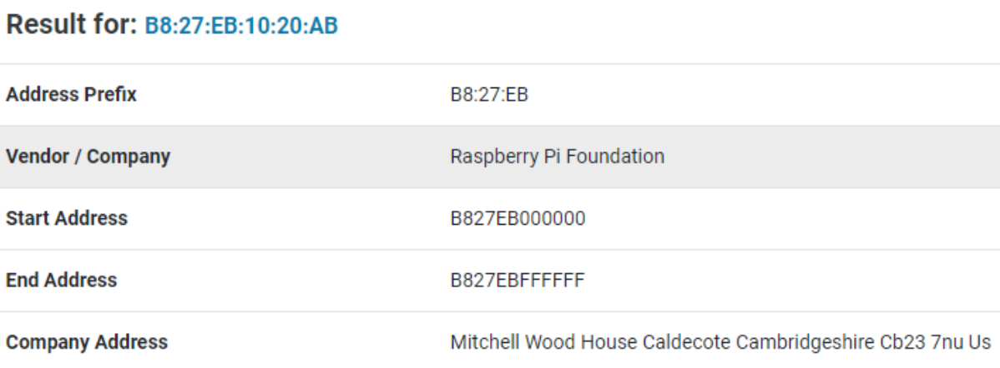 Result for: B8:27:EB:10:20:AB
Address Prefix B8:27:EB
Vendor / Company Raspberry Pi Foundation
Start Address B827EB000000
End Address B827EBFFFFFF
Company Address Mitchell Wood House Caldecote Cambridgeshire Cb23 7nu Us